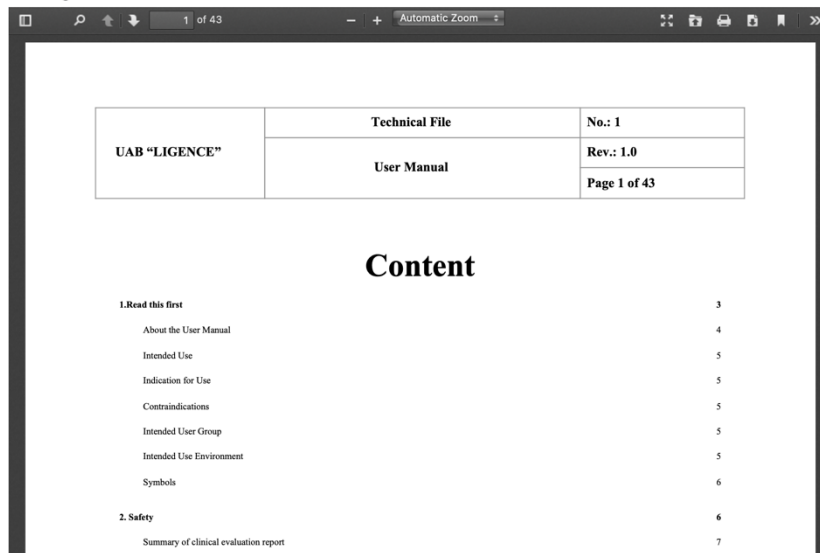 1 of 43
Automatic Zoom
Technical File
No.: 1
UAB “LIGENCE”
User Manual
Rev.: 1.0
Page 1 of 43
Content
1.Read this first 3
About the User Manual 4
Intended Use 5
Indication for Use 5
Contraindications 5
Intended User Group 5
Intended Use Environment 5
Symbols 6
2. Safety 6
Summary of clinical evaluation report 7